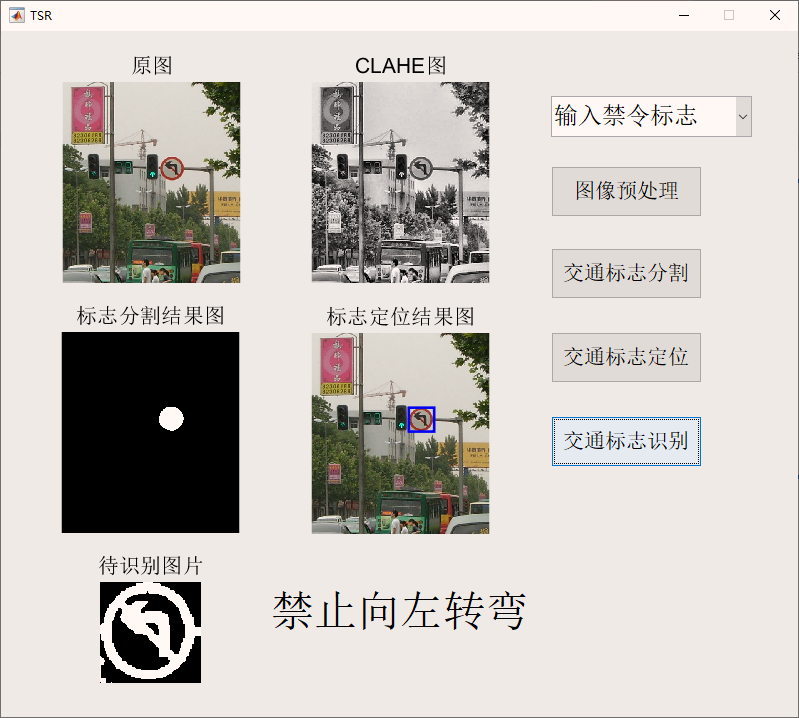 TSR
原图
CLAHE图
输入禁令标志
图像预处理
交通标志分割
标志分割结果图
标志定位结果图
交通标志定位
交通标志识别
待识别图片
禁止向左转弯